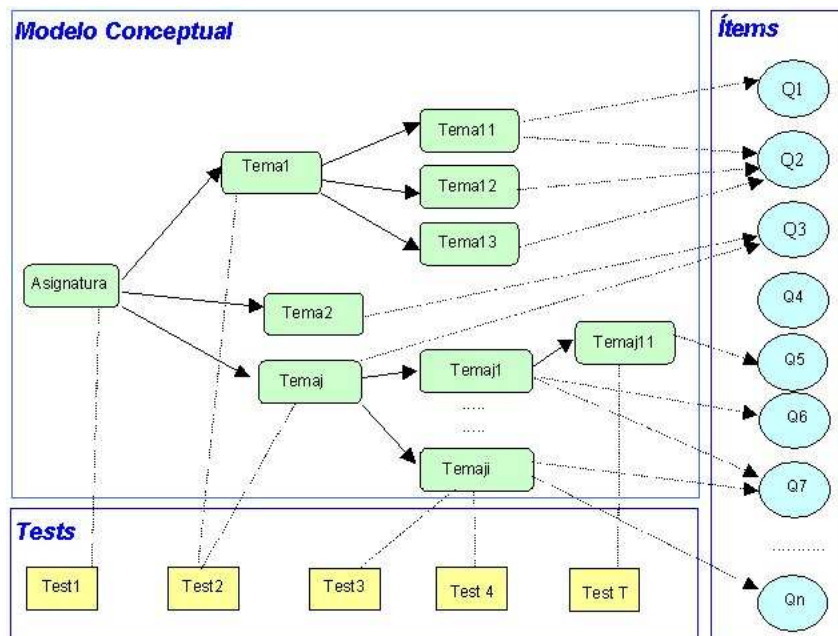 Modelo Conceptual
Ítems
Tema11
Tema1
Tema12
Tema13
Asignatura
Tema2
Temaj
Temaj1
Temaj11
.....
.....
Temaji
Q1
Q2
Q3
Q4
Q5
Q6
Q7
..........
Qn
Tests
Test1
Test2
Test3
Test 4
Test T